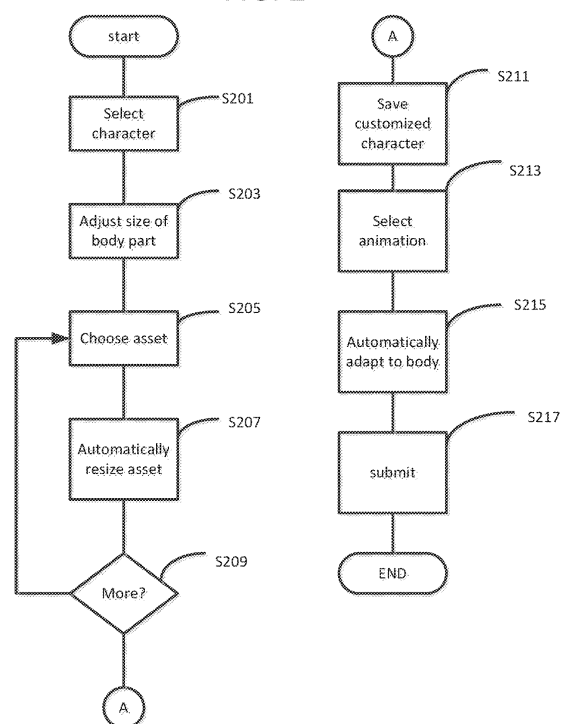 start
S201
Select
character
S203
Adjust size of
body part
S205
Choose asset
S207
Automatically
resize asset
S209
More?
A
A
S211
Save
customized
character
S213
Select
animation
S215
Automatically
adapt to body
S217
submit
END